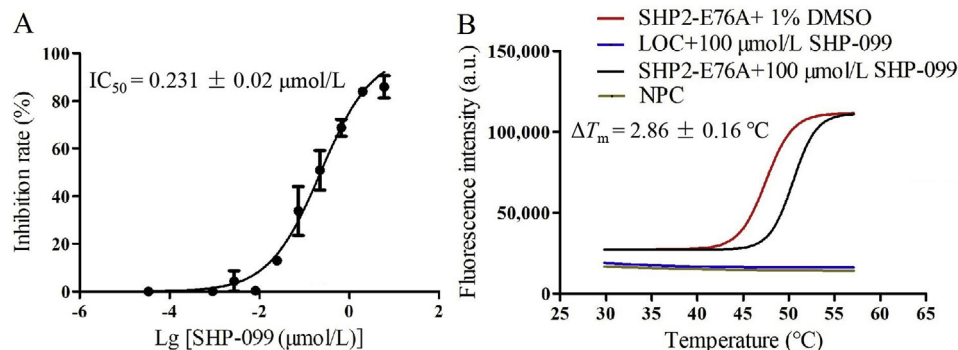 A
IC50 = 0.231 ± 0.02 μmol/L
Inhibition rate (%)
100
80
60
40
20
0
-6
-4
-2
0
2
Lg [SHP-099 (μmol/L)]
B
SHP2-E76A+ 1% DMSO
LOC+100 μmol/L SHP-099
SHP2-E76A+100 μmol/L SHP-099
NPC
ΔTm = 2.86 ± 0.16 °C
Fluorescence intensity (a.u.)
150,000
100,000
50,000
0
25
30
35
40
45
50
55
60
65
Temperature (°C)